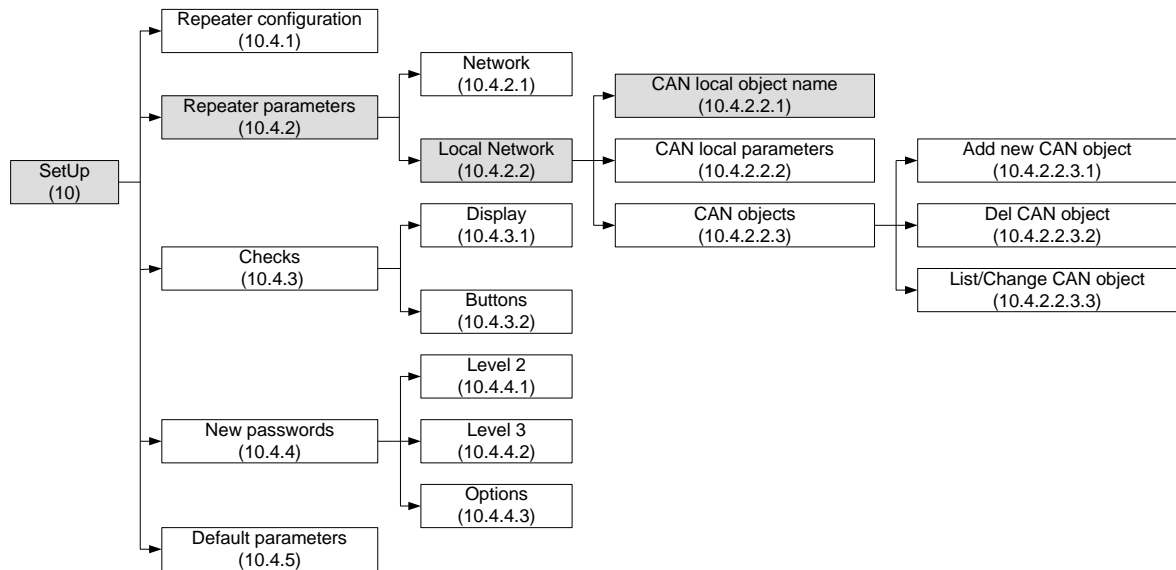 Repeater configuration
(10.4.1)
Network
(10.4.2.1)
CAN local object name
(10.4.2.2.1)
Repeater parameters
(10.4.2)
Local Network
(10.4.2.2)
CAN local parameters
(10.4.2.2.2)
Add new CAN object
(10.4.2.2.3.1)
SetUp
(10)
Display
(10.4.3.1)
CAN objects
(10.4.2.2.3)
Del CAN object
(10.4.2.2.3.2)
Checks
(10.4.3)
List/Change CAN object
(10.4.2.2.3.3)
Buttons
(10.4.3.2)
Level 2
(10.4.4.1)
New passwords
(10.4.4)
Level 3
(10.4.4.2)
Options
(10.4.4.3)
Default parameters
(10.4.5)